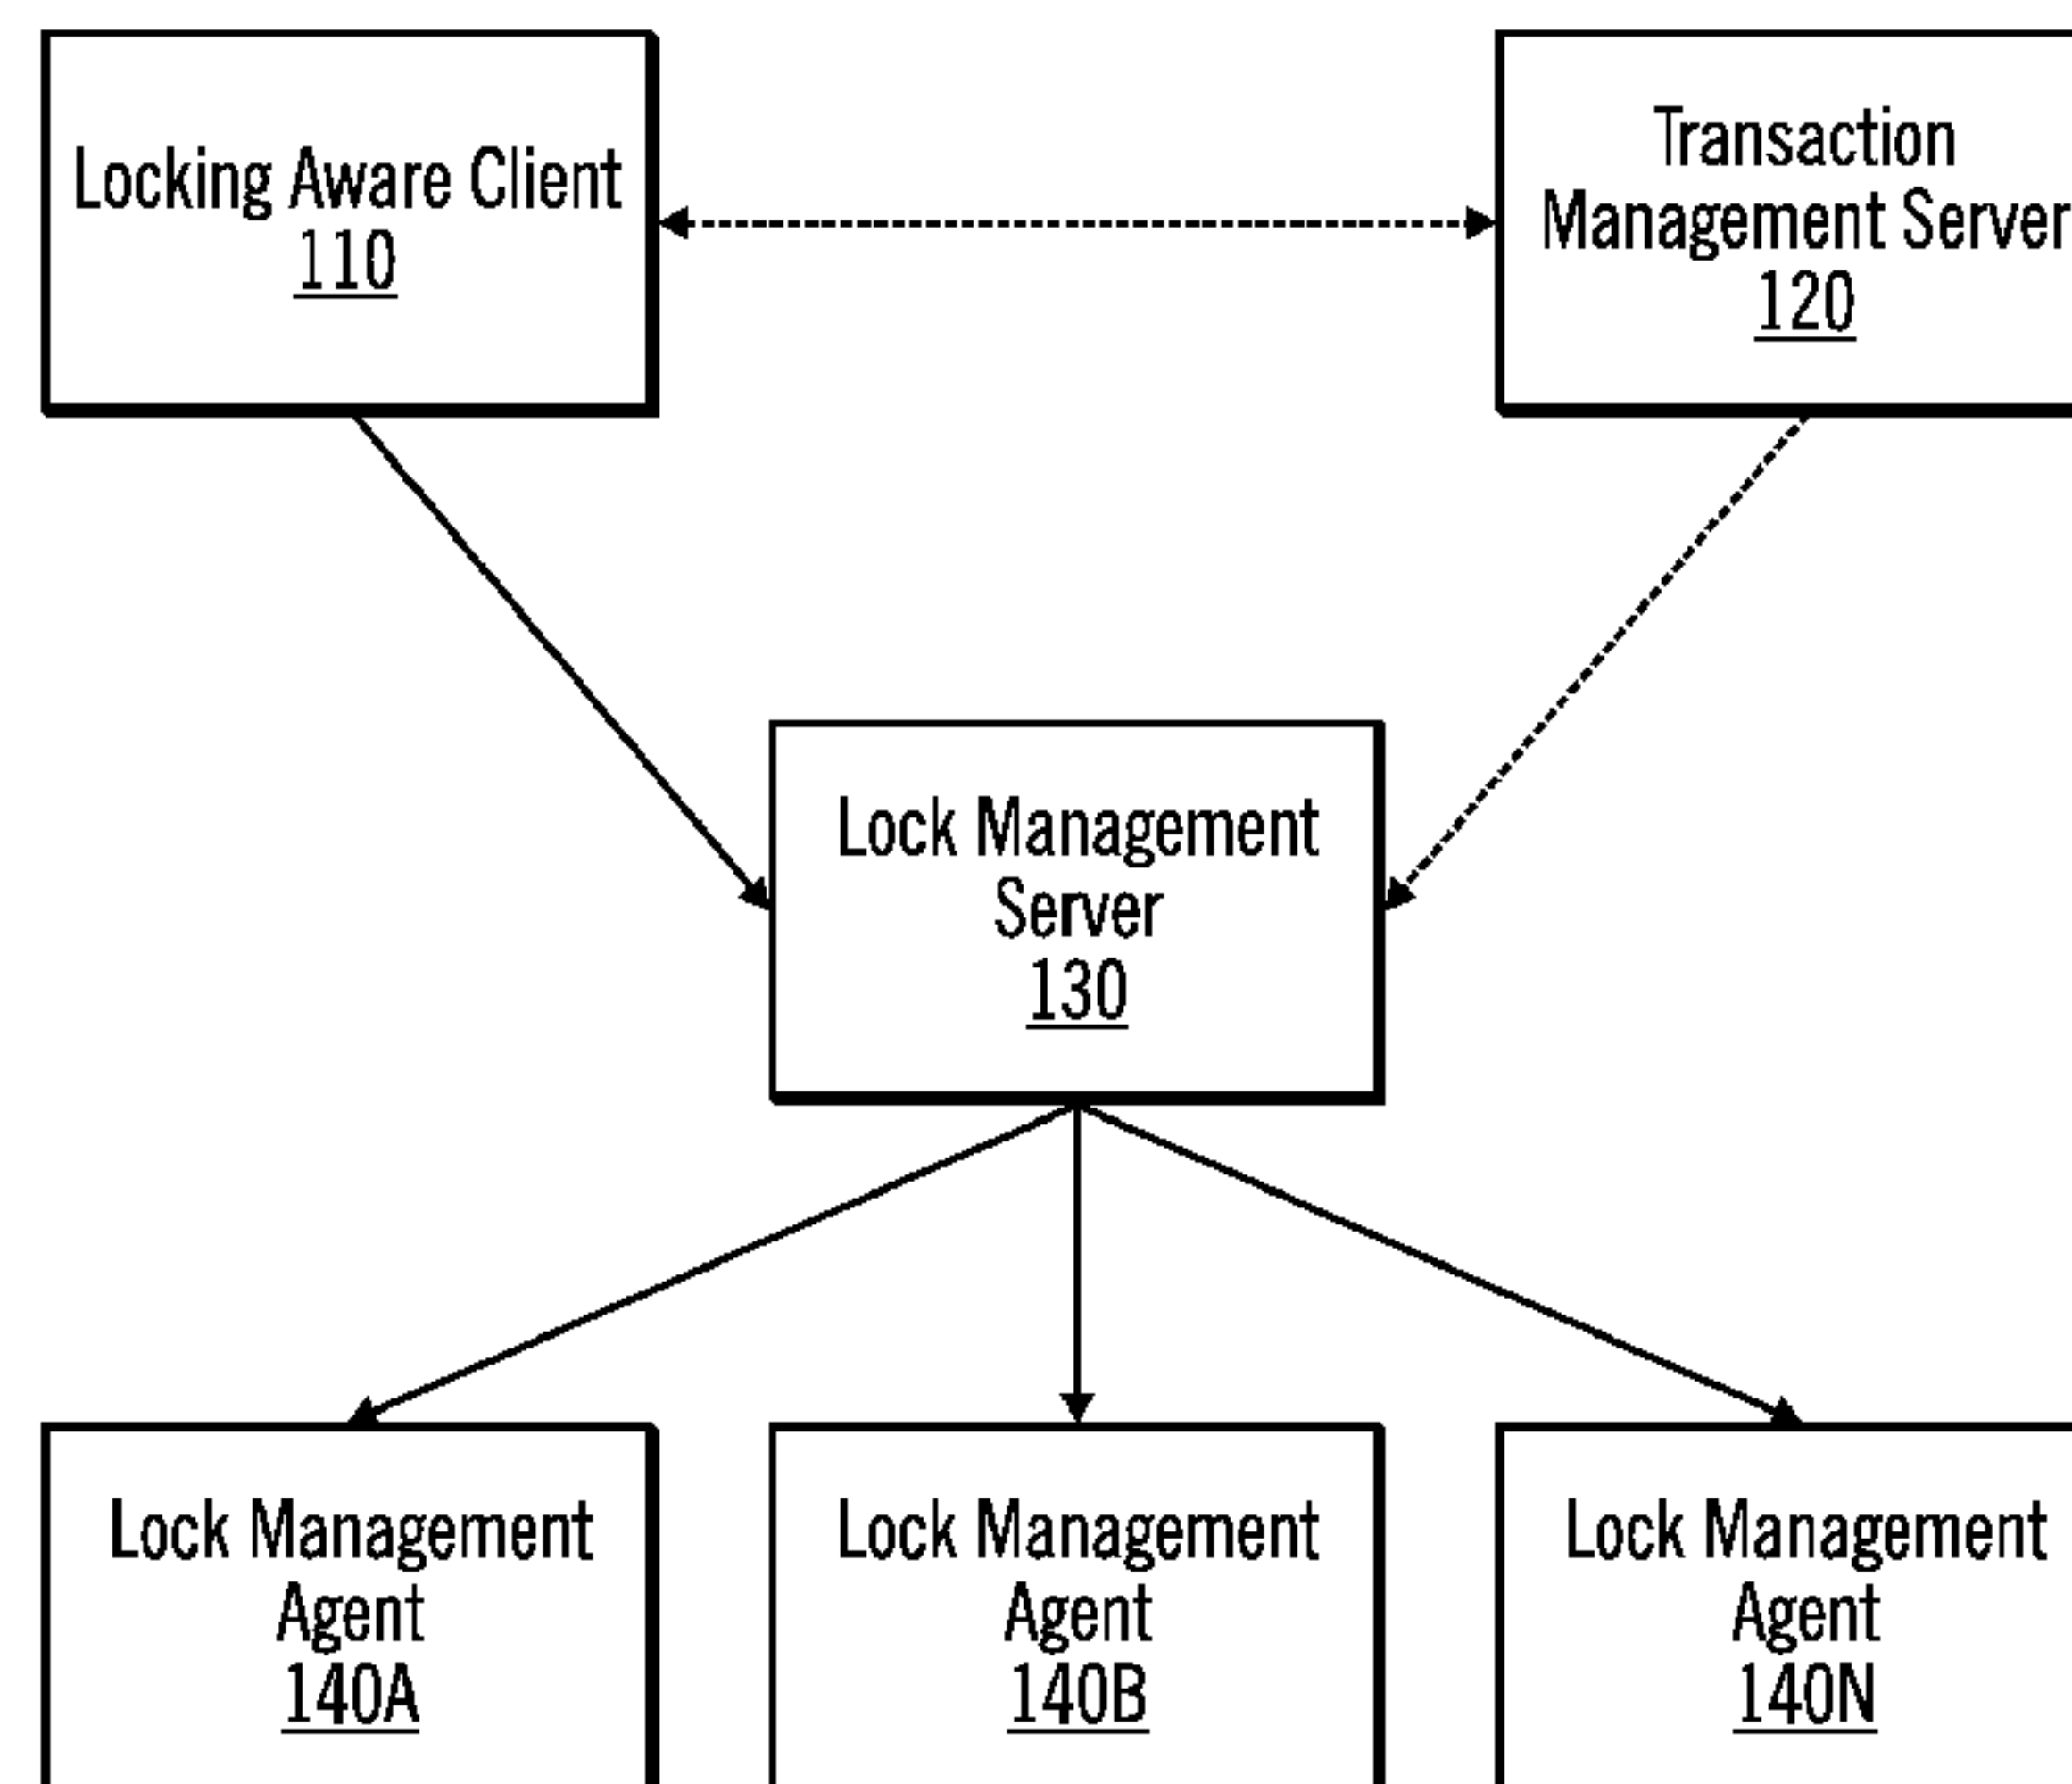 Locking Aware Client
110
Transaction
Management Server
120
Lock Management
Server
130
Lock Management
Agent
140A
Lock Management
Agent
140B
Lock Management
Agent
140N